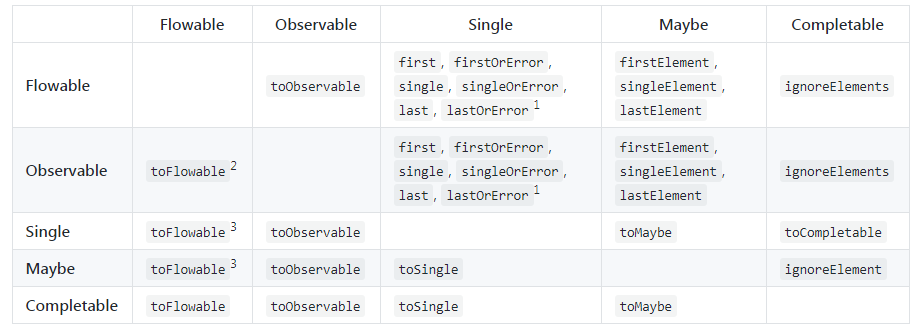 Flowable Observable Single Maybe Completable
first, firstOrError, firstElement,
Flowable toObservable single, singleOrError, singleElement, ignoreElements
last, lastOrError 1 lastElement
first, firstOrError, firstElement,
Observable toFlowable 2 single, singleOrError, singleElement, ignoreElements
last, lastOrError 1 lastElement
Single toFlowable 3 toObservable toMaybe toCompletable
Maybe toFlowable 3 toObservable toSingle ignoreElement
Completable toFlowable toObservable toSingle toMaybe